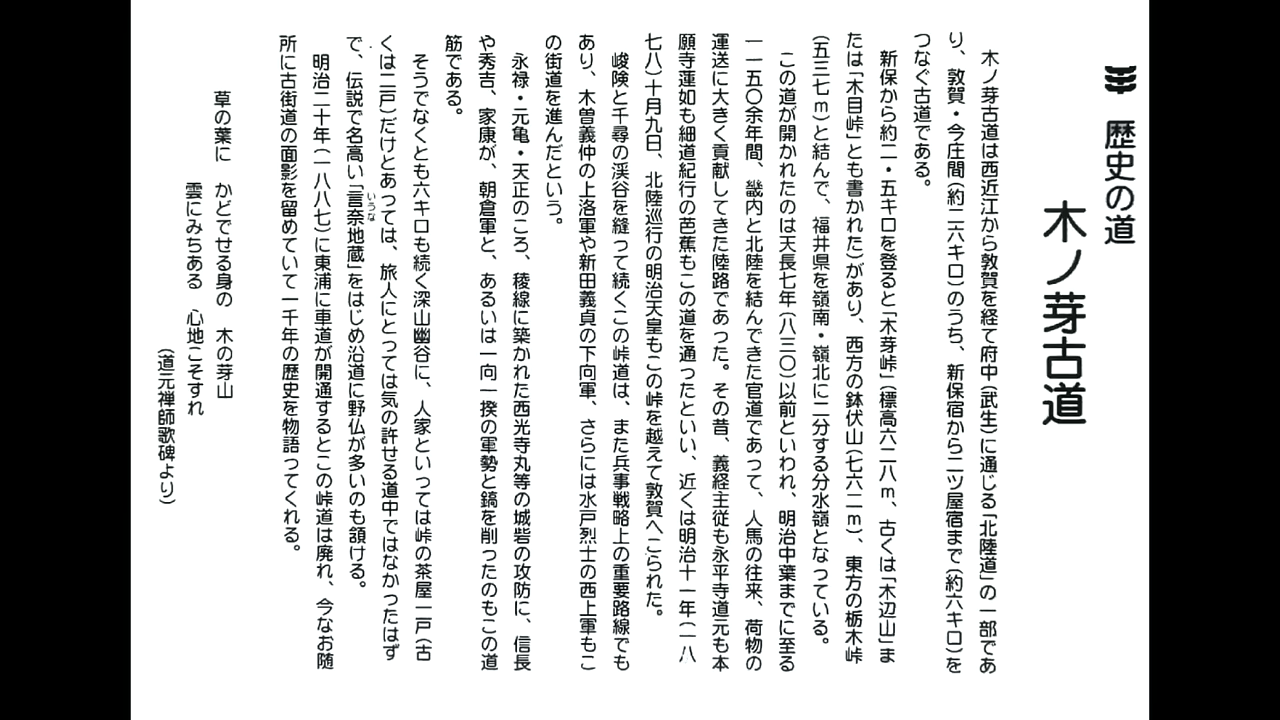 歴史の道
木ノ芽古道
木ノ芽古道は西近江から敦賀を経て府中(武生)に通じる「北陸道」の一部であ
り、敦賀・今庄間(約二六キロ)のうち、新保宿から二ツ屋宿まで(約六キロ)を
つなぐ古道である。
新保から約二・五キロを登ると「木芽峠」(標高六二八m、古くは「木辺山」ま
たは「木目峠」とも書かれた)があり、西方の鉢伏山(七六二m)、東方の栃木峠
(五三七m)と結んで、福井県を嶺南・嶺北に二分する分水嶺となっている。
この道が開かれたのは天長七年(八三〇)以前といわれ、明治中葉までに至る
一一五〇余年間、畿内と北陸を結んできた官道であって、人馬の往来、荷物の
運送に大きく貢献してきた陸路であった。その昔、義経主従も永平寺道元も本
願寺蓮如も細道紀行の芭蕉もこの道を通ったといい、近くは明治十一年(一八
七八)十月九日、北陸巡行の明治天皇もこの峠を越えて敦賀へこられた。
峻険と千尋の渓谷を縫って続くこの峠道は、また兵事戦略上の重要路線でも
あり、木曽義仲の上洛軍や新田義貞の下向軍、さらには水戸烈士の西上軍もこ
の街道を進んだという。
永禄・元亀・天正のころ、稜線に築かれた西光寺丸等の城砦の攻防に、信長
や秀吉、家康が、朝倉軍と、あるいは一向一揆の軍勢と鎬を削ったのもこの道
筋である。
そうでなくとも六キロも続く深山幽谷に、人家といっては峠の茶屋一戸(古
くは二戸)だけとあっては、旅人にとっては気の許せる道中ではなかったはず
で、伝説で名高い「言奈地蔵」をはじめ沿道に野仏が多いのも頷ける。
いうな
明治二十年(一八八七)に東浦に車道が開通するとこの峠道は廃れ、今なお随
所に古街道の面影を留めていて一千年の歴史を物語ってくれる。
草の葉に　かどでせる身の　木の芽山
雲にみちある　心地こそすれ
(道元禅師歌碑より)